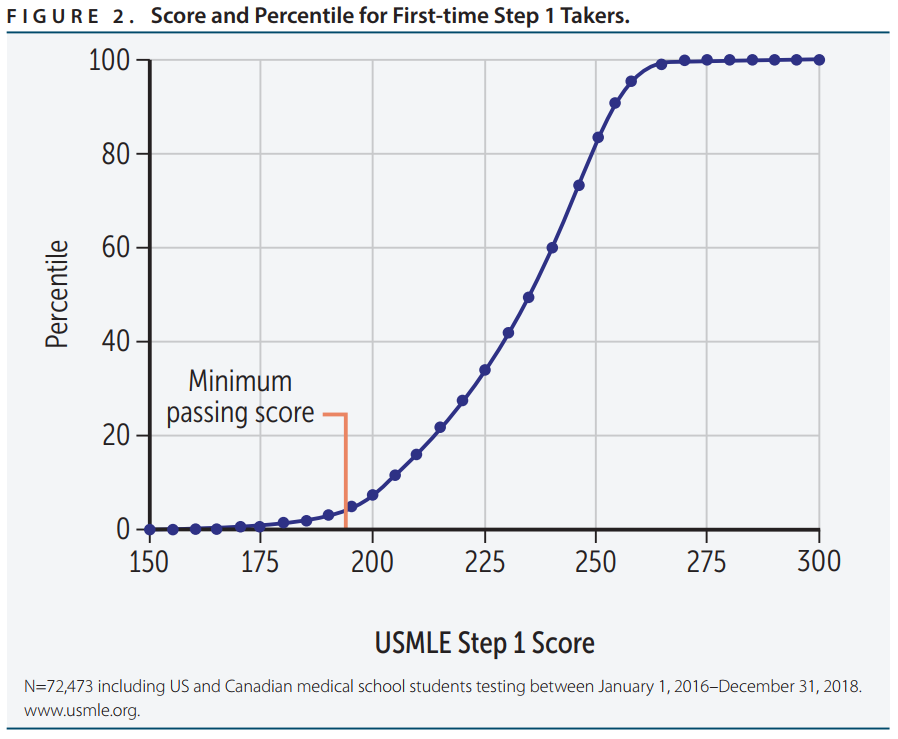 FIGURE 2. Score and Percentile for First-time Step 1 Takers.
100
80
60
40
20
0
Percentile
Minimum
passing score
150 175 200 225 250 275 300
USMLE Step 1 Score
N=72,473 including US and Canadian medical school students testing between January 1, 2016–December 31, 2018.
www.usmle.org.